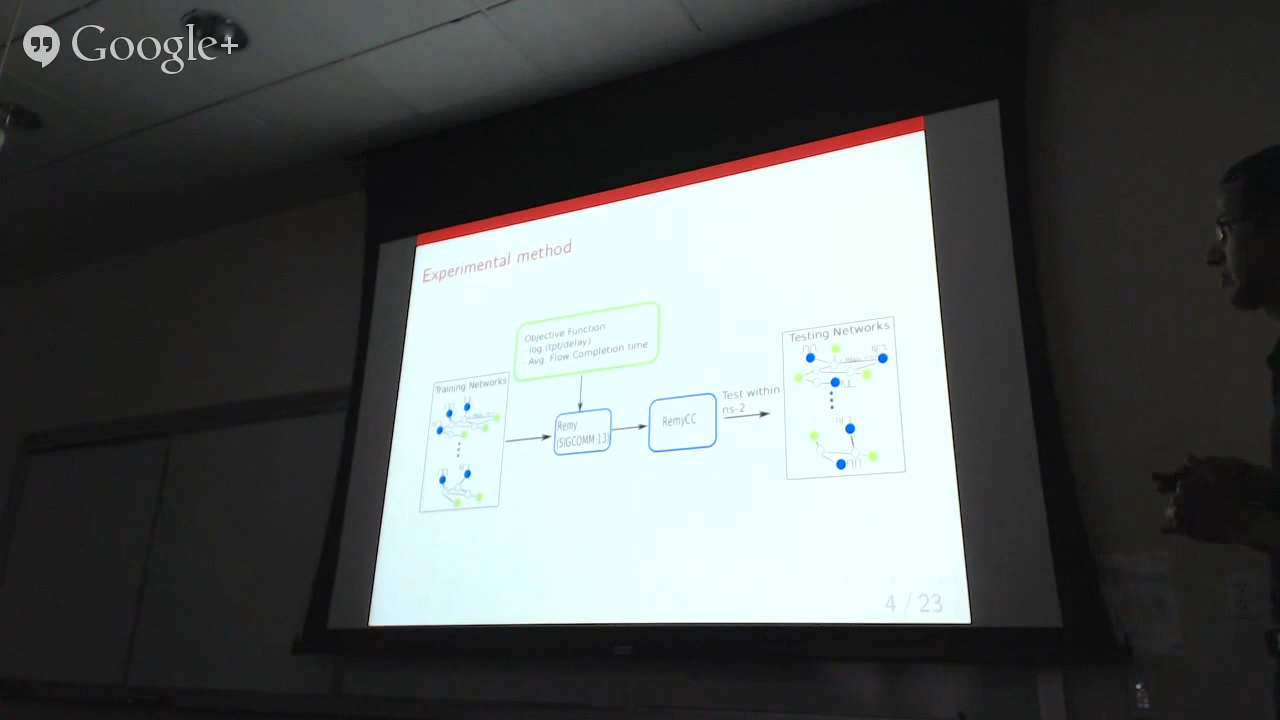 Google+
Experimental method
Objective Function
- log (tpt/delay)
- Avg. Flow Completion time
Training Networks
Remy
(SIGCOMM 13)
RemyCC
Test within
ns-2
Testing Networks
4 / 23